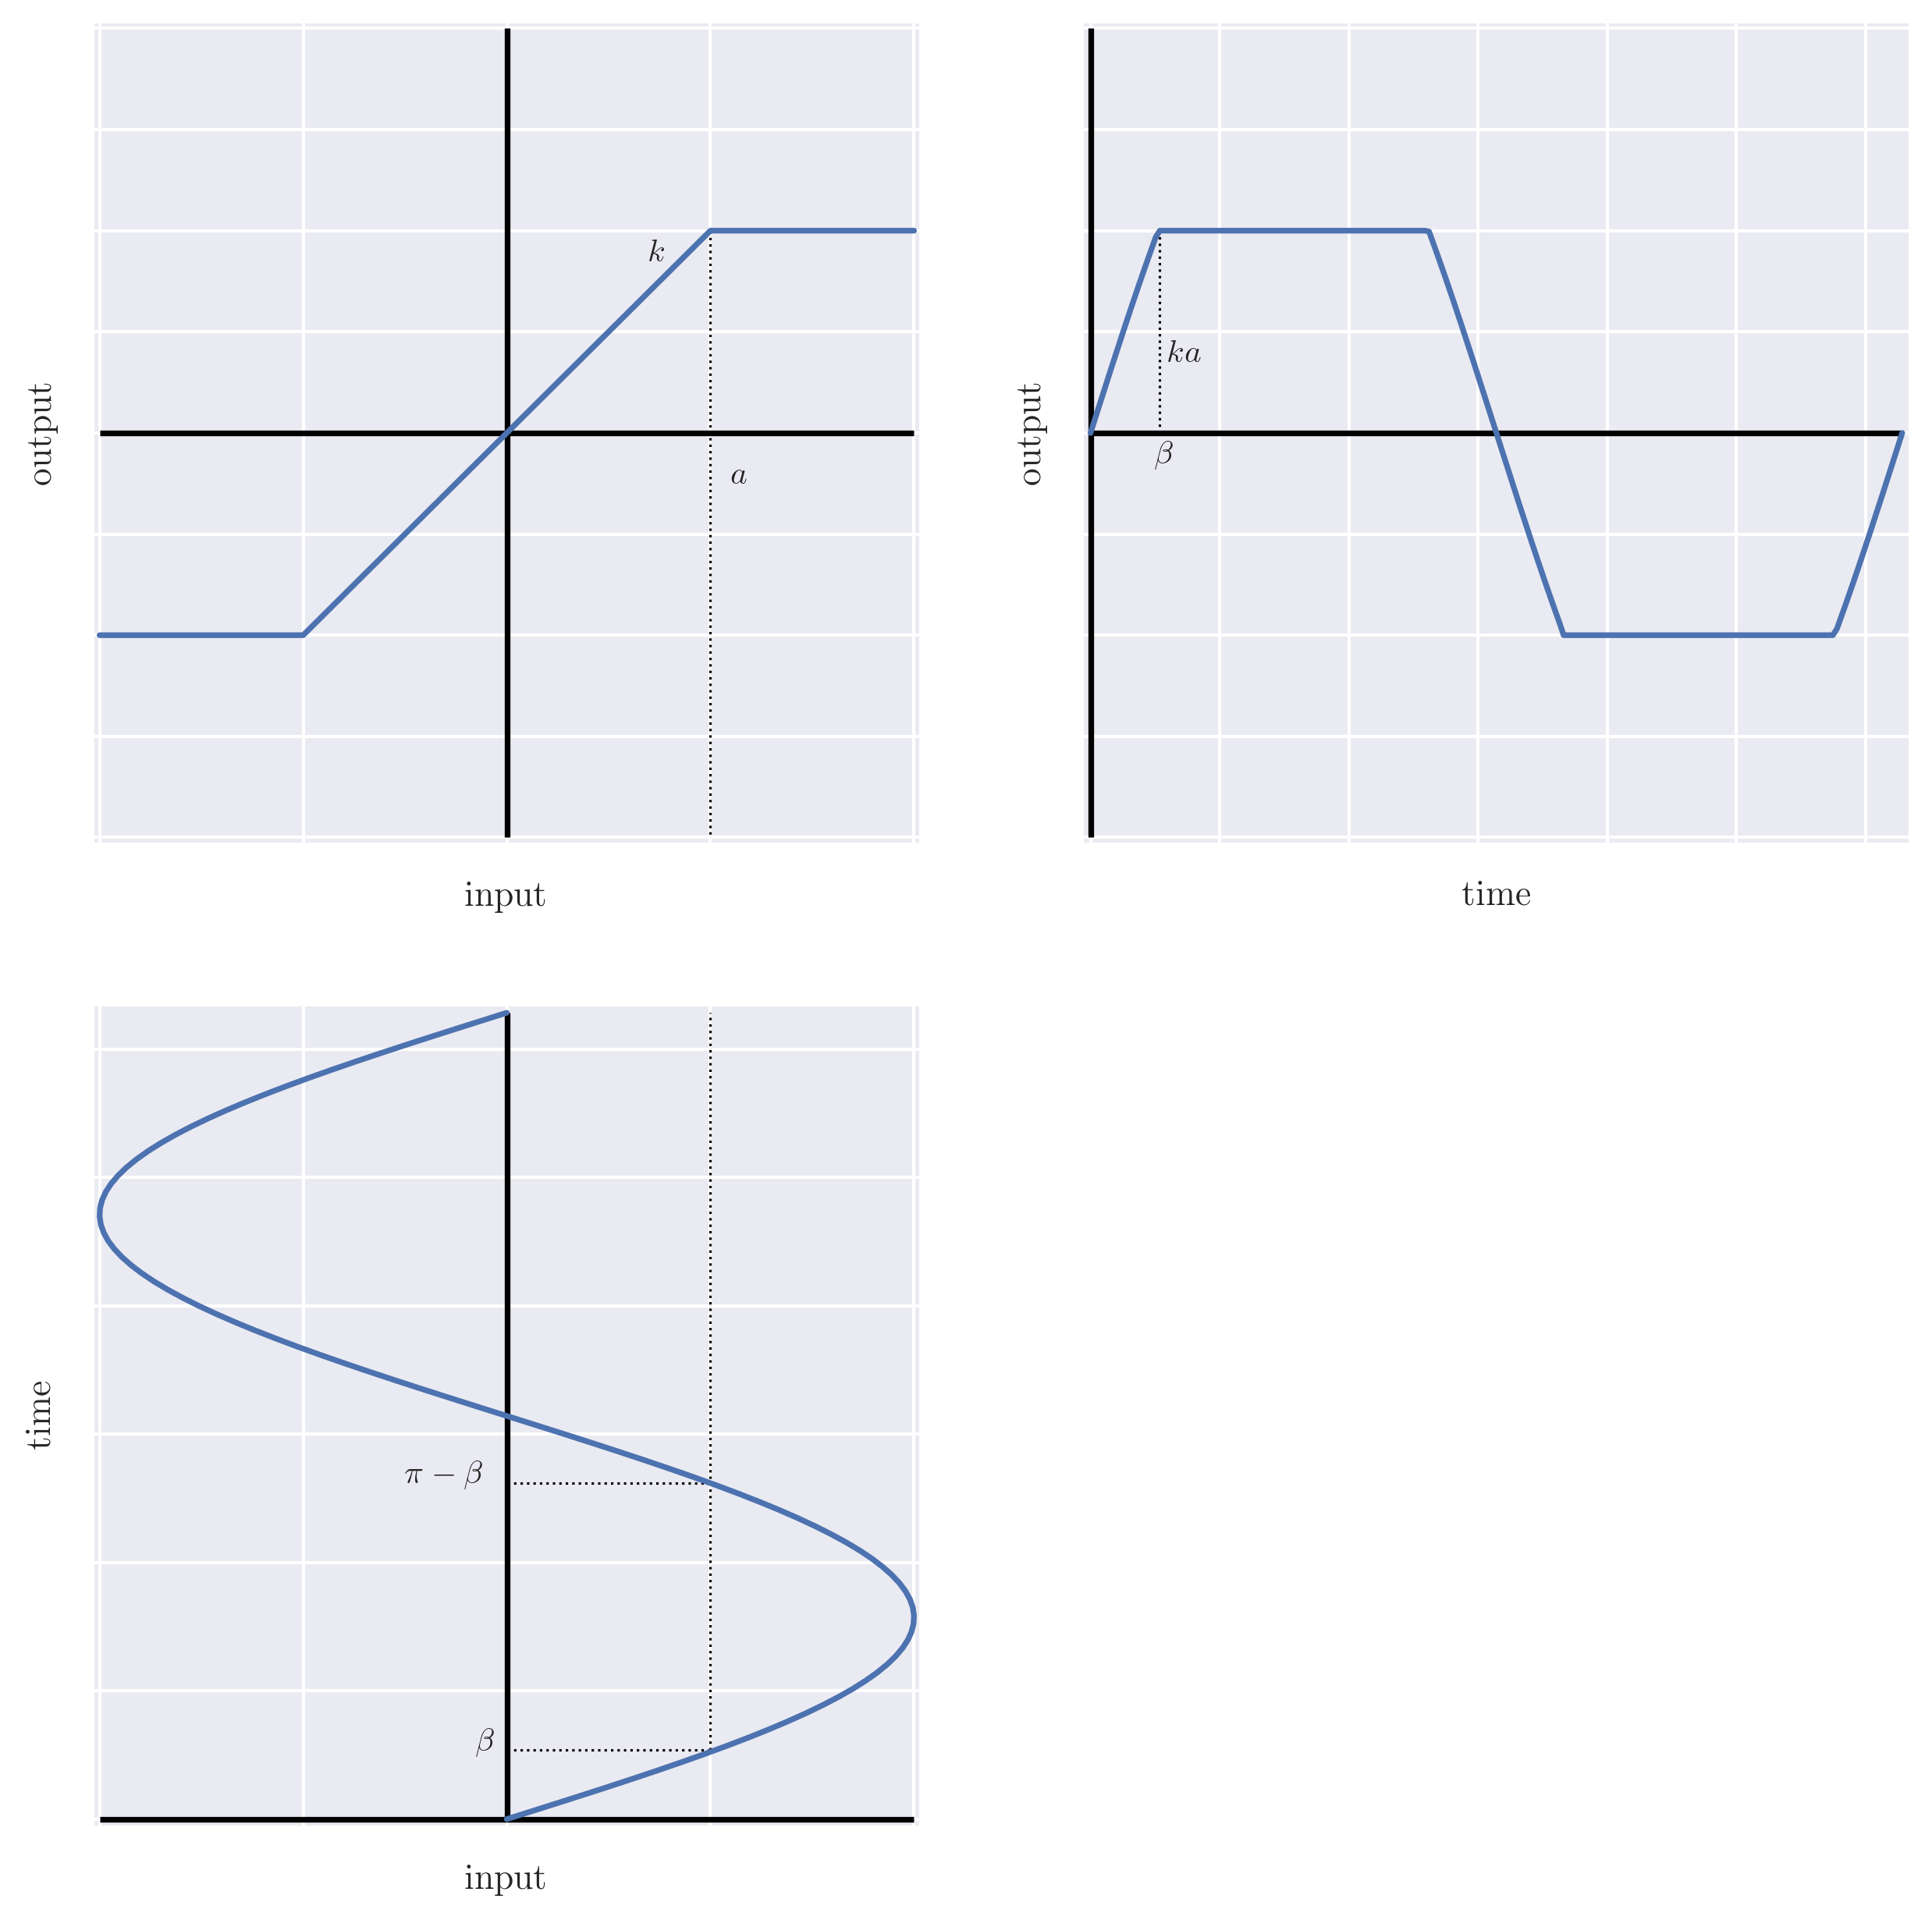 output
k
a
input
output
ka
β
time
time
π − β
β
input